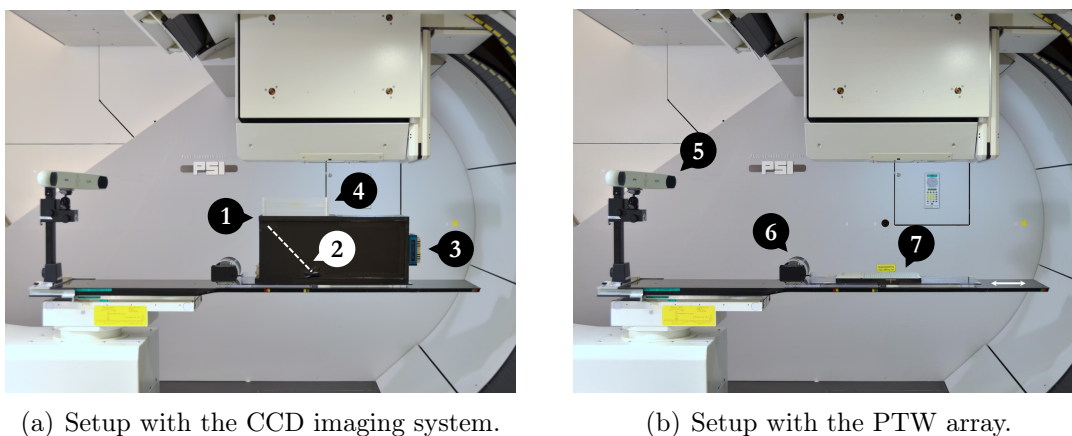 PSI
1
2
3
4
PSI
5
6
7
(a) Setup with the CCD imaging system.
(b) Setup with the PTW array.